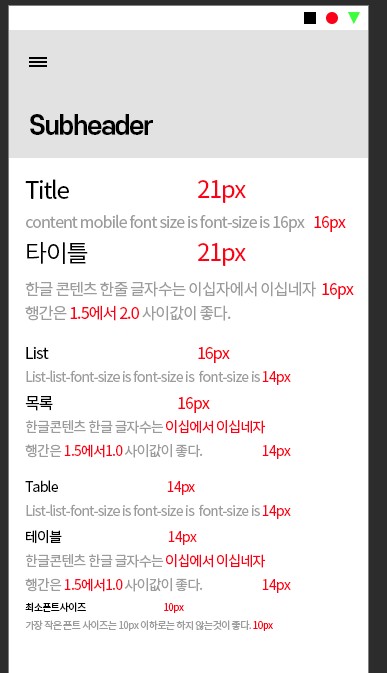 Subheader
Title 21px
content mobile font size is font-size is 16px 16px
타이틀 21px
한글 콘텐츠 한줄 글자수는 이십자에서 이십네자 16px
행간은 1.5에서 2.0 사이값이 좋다.
List 16px
List-list-font-size is font-size is font-size is 14px
목록 16px
한글콘텐츠 한글 글자수는 이십에서 이십네자
행간은 1.5에서1.0 사이값이 좋다. 14px
Table 14px
List-list-font-size is font-size is font-size is 14px
테이블 14px
한글콘텐츠 한글 글자수는 이십에서 이십네자
행간은 1.5에서1.0 사이값이 좋다. 14px
최소폰트사이즈 10px
가장 작은 폰트 사이즈는 10px 이하로는 하지 않는것이 좋다. 10px